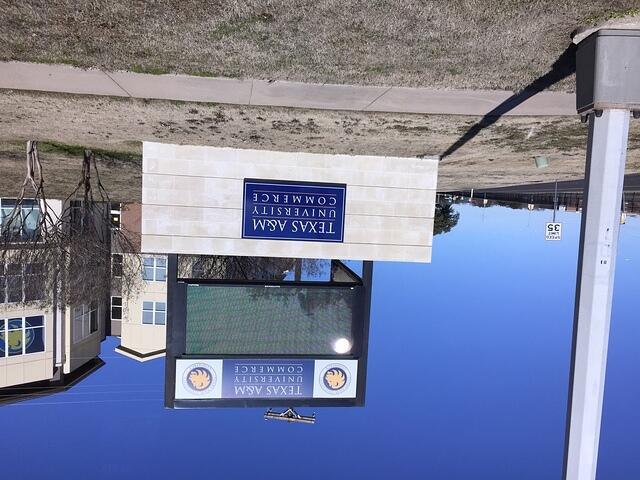 TEXAS A&M
UNIVERSITY
COMMERCE
TEXAS A&M
UNIVERSITY
COMMERCE
SPEED
LIMIT
35